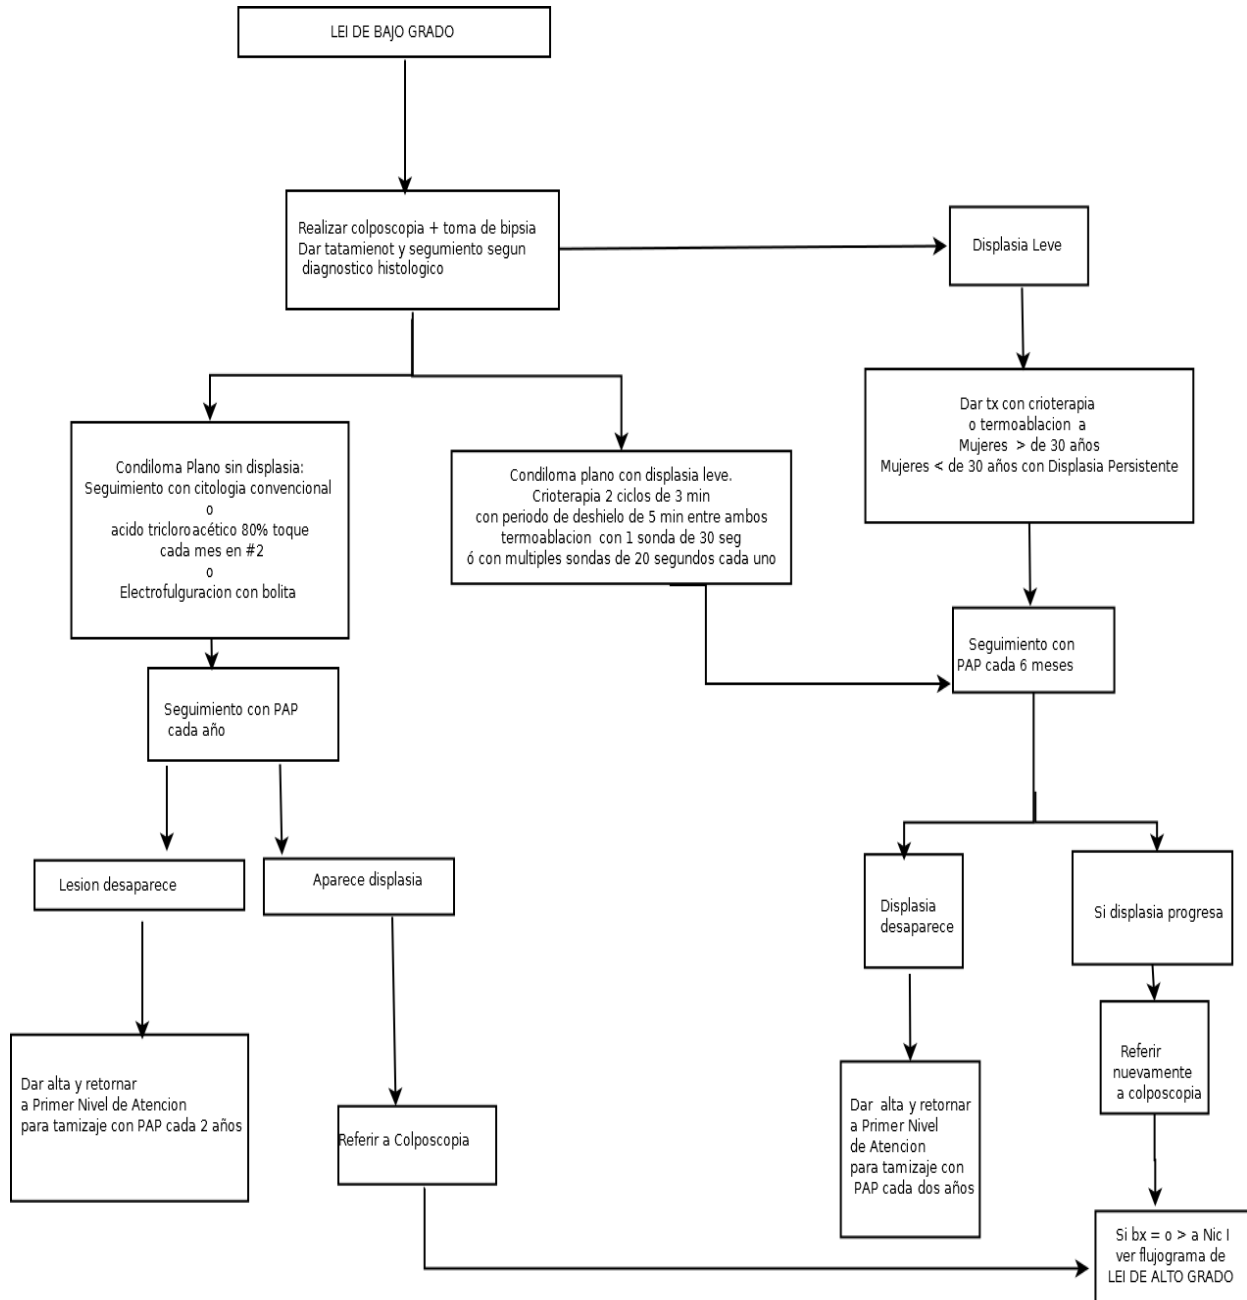 LEI DE BAJO GRADO
Realizar colposcopia + toma de bipsia
Dar tatamienot y segumiento segun
diagnostico histologico
Displasia Leve
Dar tx con crioterapia
o termoablacion a
Mujeres > de 30 años
Mujeres < de 30 años con Displasia Persistente
Condiloma Plano sin displasia:
Seguimiento con citologia convencional
o
acido tricloroacético 80% toque
cada mes en #2
o
Electrofulguracion con bolita
Condiloma plano con displasia leve.
Crioterapia 2 ciclos de 3 min
con periodo de deshielo de 5 min entre ambos
termoablacion con 1 sonda de 30 seg
ó con multiples sondas de 20 segundos cada uno
Seguimiento con
PAP cada 6 meses
Seguimiento con PAP
cada año
Lesion desaparece
Aparece displasia
Displasia
desaparece
Si displasia progresa
Dar alta y retornar
a Primer Nivel de Atencion
para tamizaje con PAP cada 2 años
Referir a Colposcopia
Dar alta y retornar
a Primer Nivel
de Atencion
para tamizaje con
PAP cada dos años
Referir
nuevamente
a colposcopia
Si bx = o > a Nic I
ver flujograma de
LEI DE ALTO GRADO